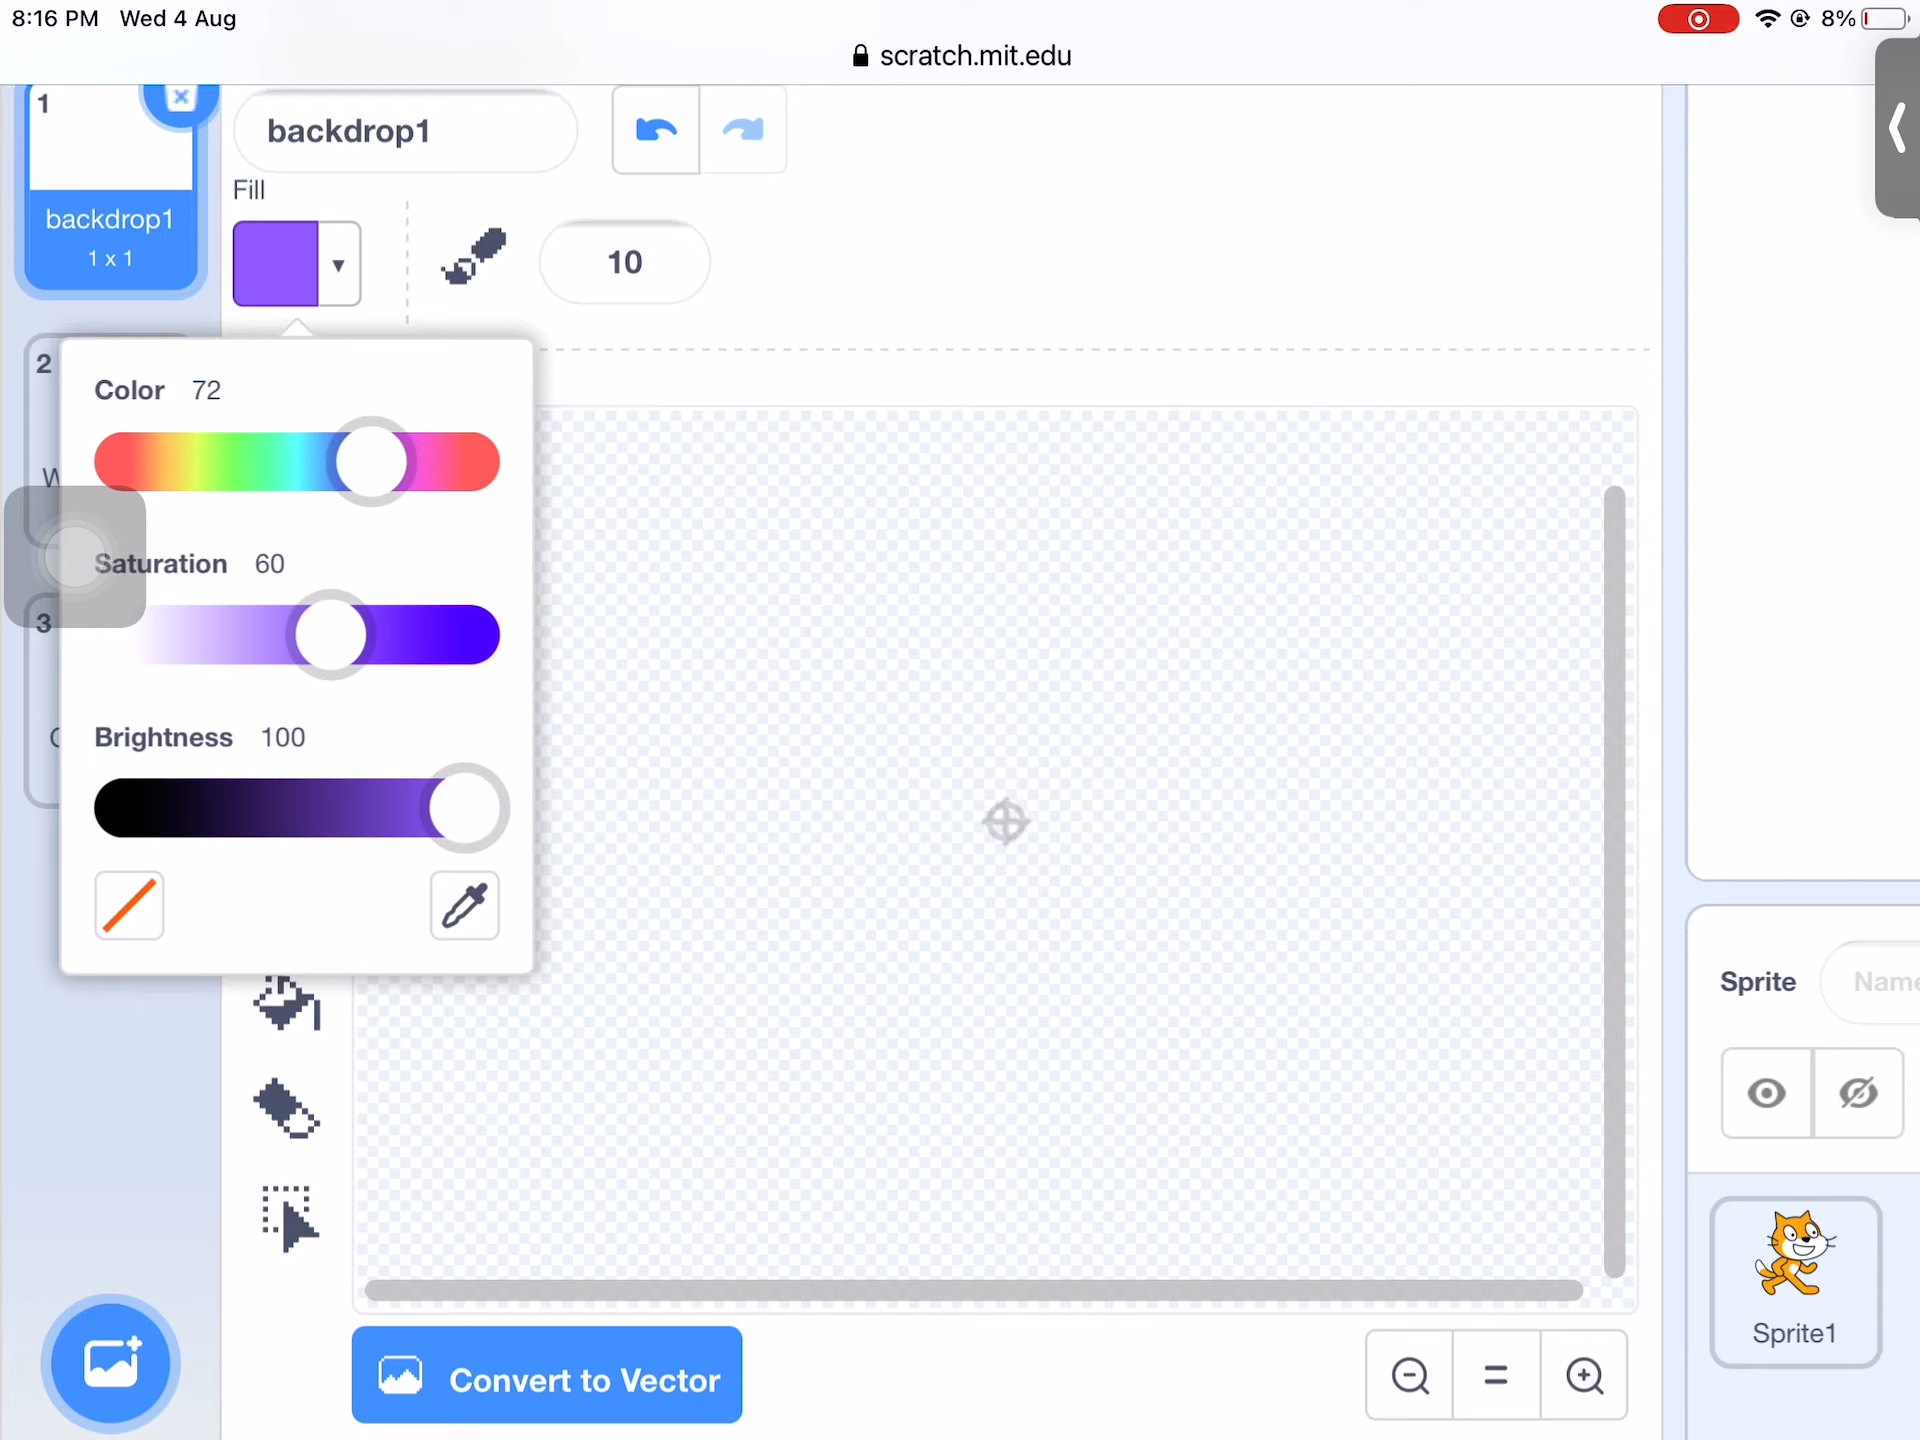 8:16 PM Wed 4 Aug
8%
scratch.mit.edu
1
backdrop1
1 x 1
backdrop1
Fill
10
2
W
3
Color 72
Saturation 60
Brightness 100
Convert to Vector
Sprite
Name
Sprite1